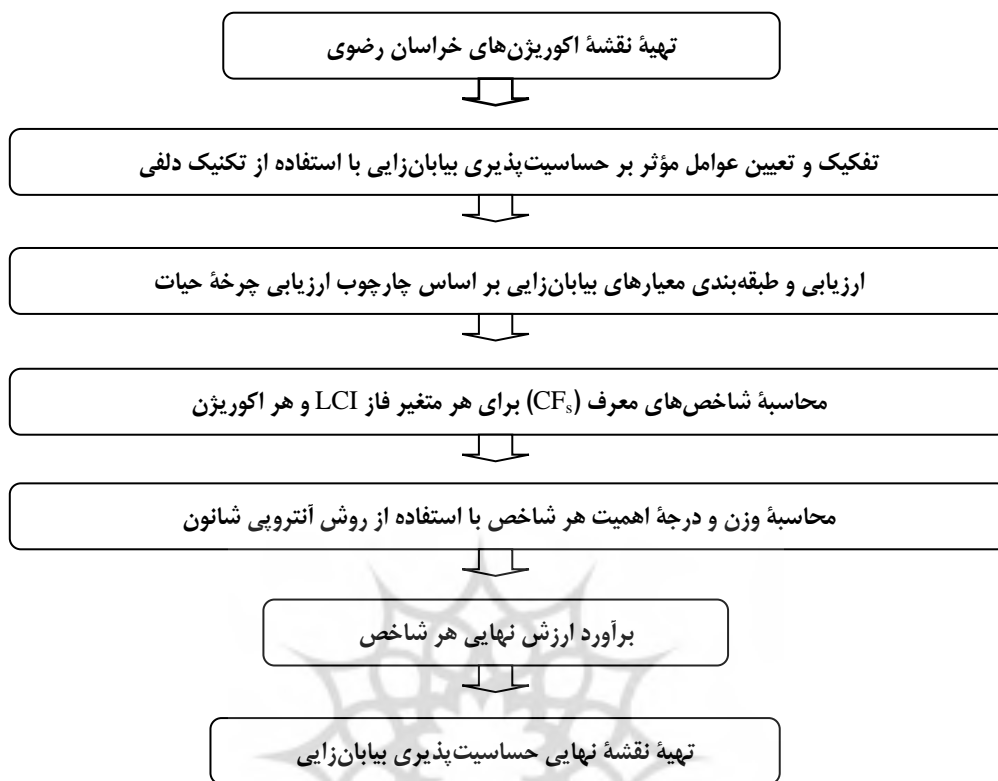 تهیهٔ نقشهٔ اکوریژن‌های خراسان رضوی
تفکیک و تعیین عوامل مؤثر بر حساسیت‌پذیری بیابان‌زایی با استفاده از تکنیک دلفی
ارزیابی و طبقه‌بندی معیارهای بیابان‌زایی بر اساس چارچوب ارزیابی چرخهٔ حیات
محاسبهٔ شاخص‌های معرف (CFs) برای هر متغیر فاز LCI و هر اکوریژن
محاسبهٔ وزن و درجهٔ اهمیت هر شاخص با استفاده از روش آنتروپی شانون
برآورد ارزش نهایی هر شاخص
تهیهٔ نقشهٔ نهایی حساسیت‌پذیری بیابان‌زایی